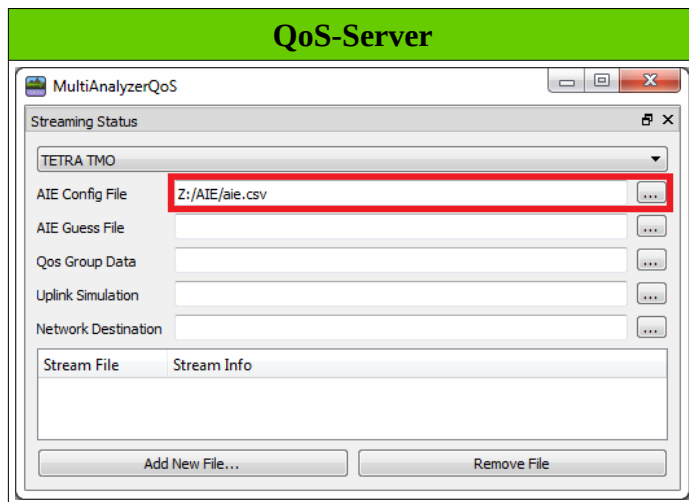 QoS-Server
MultiAnalyzerQoS
Streaming Status
TETRA TMO
AIE Config File Z:/AIE/aie.csv ...
AIE Guess File ...
Qos Group Data ...
Uplink Simulation ...
Network Destination ...
Stream File Stream Info
Add New File... Remove File